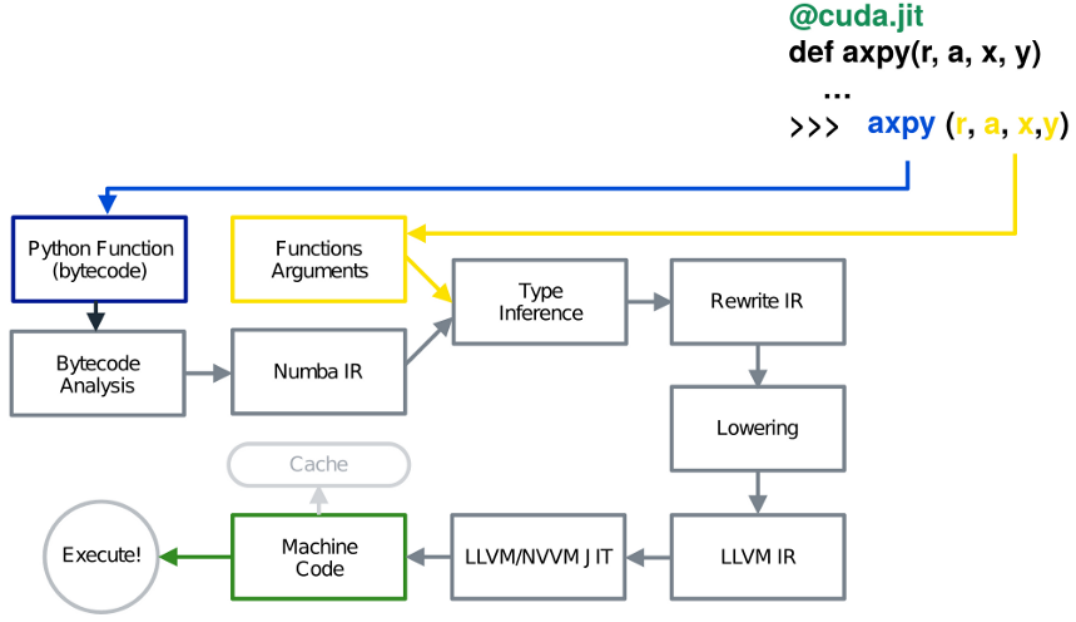 @cuda.jit
def axpy(r, a, x, y)
...
>>> axpy (r, a, x,y)
Python Function
(bytecode)
Functions
Arguments
Type
Inference
Rewrite IR
Bytecode
Analysis
Numba IR
Lowering
Cache
Execute!
Machine
Code
LLVM/NVVM JIT
LLVM IR